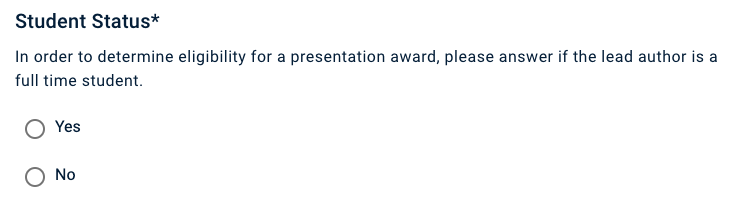 Student Status*
In order to determine eligibility for a presentation award, please answer if the lead author is a
full time student.
Yes
No